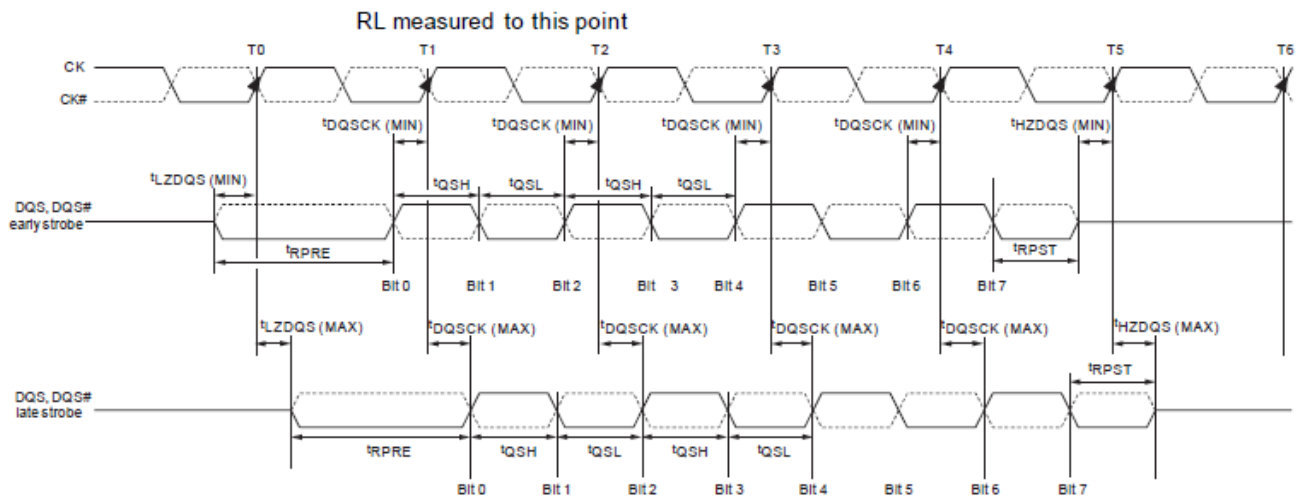 RL measured to this point
T0 T1 T2 T3 T4 T5 T6
CK
CK#
tDQSCK (MIN) tDQSCK (MIN) tDQSCK (MIN) tDQSCK (MIN) tHZDQS (MIN)
tLZDQS (MIN)
tQSH tQSL tQSH tQSL
DQS, DQS#
early strobe
tRPRE tRPST
Bit 0 Bit 1 Bit 2 Bit 3 Bit 4 Bit 5 Bit 6 Bit 7
tLZDQS (MAX) tDQSCK (MAX) tDQSCK (MAX) tDQSCK (MAX) tDQSCK (MAX) tHZDQS (MAX)
tRPST
DQS, DQS#
late strobe
tRPRE tQSH tQSL tQSH tQSL
Bit 0 Bit 1 Bit 2 Bit 3 Bit 4 Bit 5 Bit 6 Bit 7